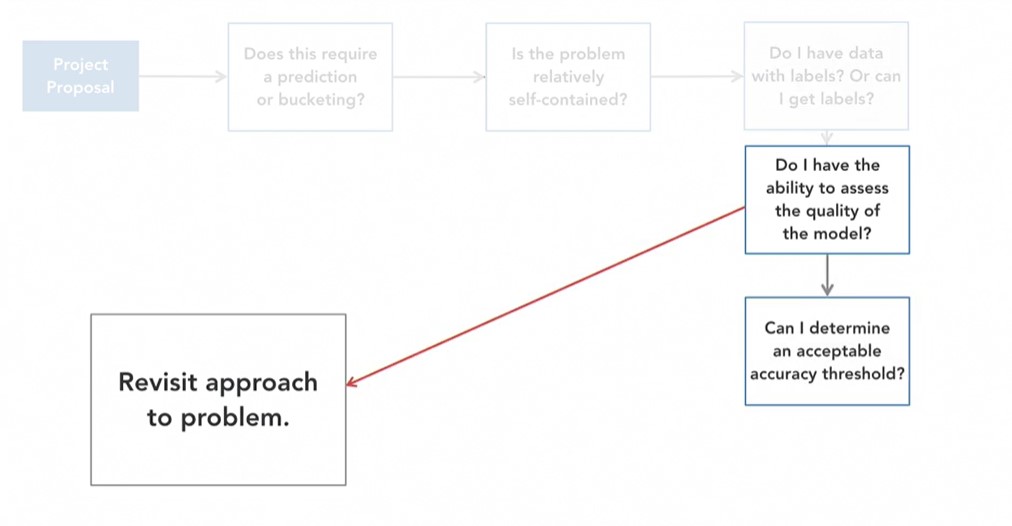 Project
Proposal
Does this require
a prediction
or bucketing?
Is the problem
relatively
self-contained?
Do I have data
with labels? Or can
I get labels?
Do I have the
ability to assess
the quality of
the model?
Can I determine
an acceptable
accuracy threshold?
Revisit approach
to problem.